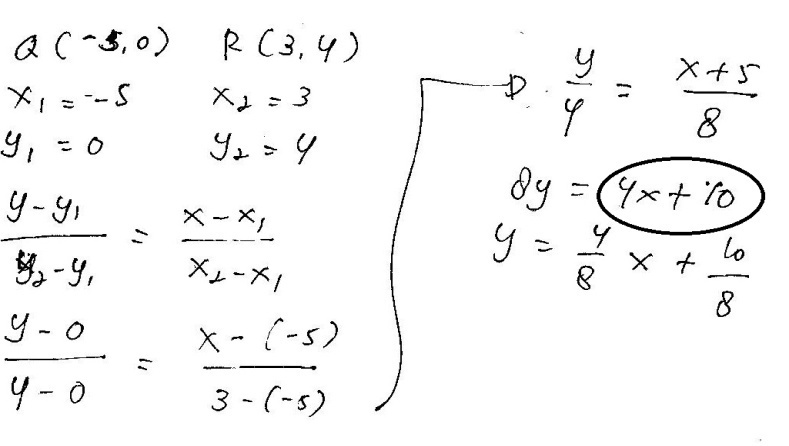 Q (-5,0) R (3,4)
x₁ = -5 x₂ = 3
y₁ = 0 y₂ = 4
(y - y₁)/(y₂ - y₁) = (x - x₁)/(x₂ - x₁)
(y - 0)/(4 - 0) = (x - (-5))/(3 - (-5))
y/4 = (x + 5)/8
8y = 4x + 10
y = 4/8 x + 10/8